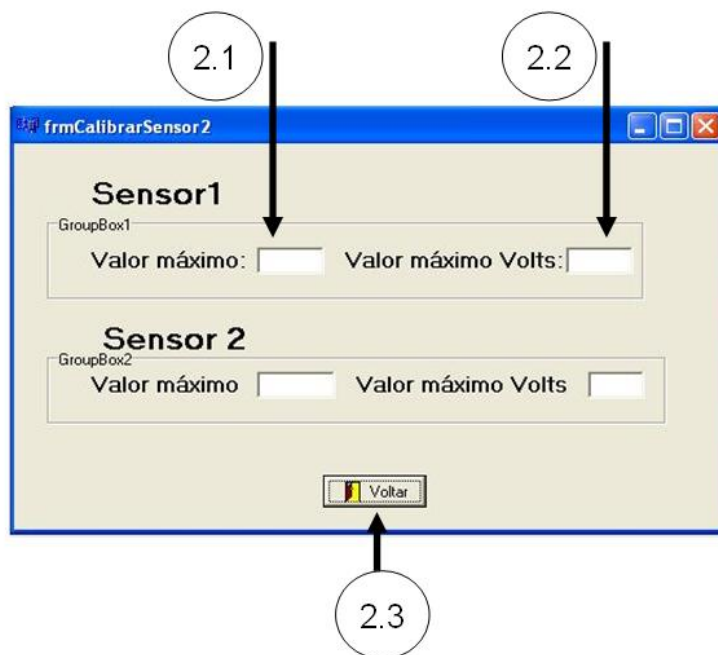 2.1 2.2
frmCalibrarSensor2
Sensor1
GroupBox1
Valor máximo: Valor máximo Volts:
Sensor 2
GroupBox2
Valor máximo Valor máximo Volts
Voltar
2.3